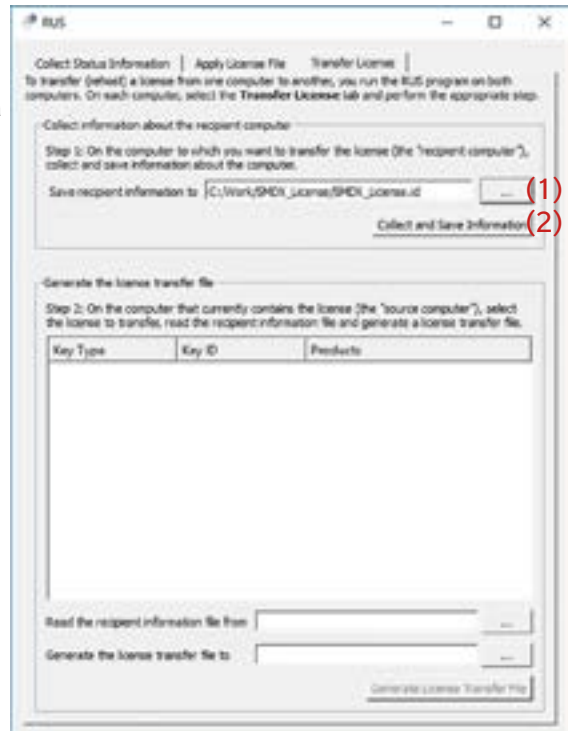 RUS
Collect Status Information | Apply License File | Transfer License
To transfer (rehost) a license from one computer to another, you run the RUS program on both
computers. On each computer, select the Transfer License tab and perform the appropriate step.
Collect information about the recipient computer
Step 1: On the computer to which you want to transfer the license (the "recipient computer"),
collect and save information about the computer.
Save recipient information to C:/Work/SMDX_License/SMDX_License.id ... (1)
Collect and Save Information (2)
Generate the license transfer file
Step 2: On the computer that currently contains the license (the "source computer"), select
the license to transfer, read the recipient information file and generate a license transfer file.
Key Type Key ID Products
Read the recipient information file from ...
Generate the license transfer file to ...
Generate License Transfer File